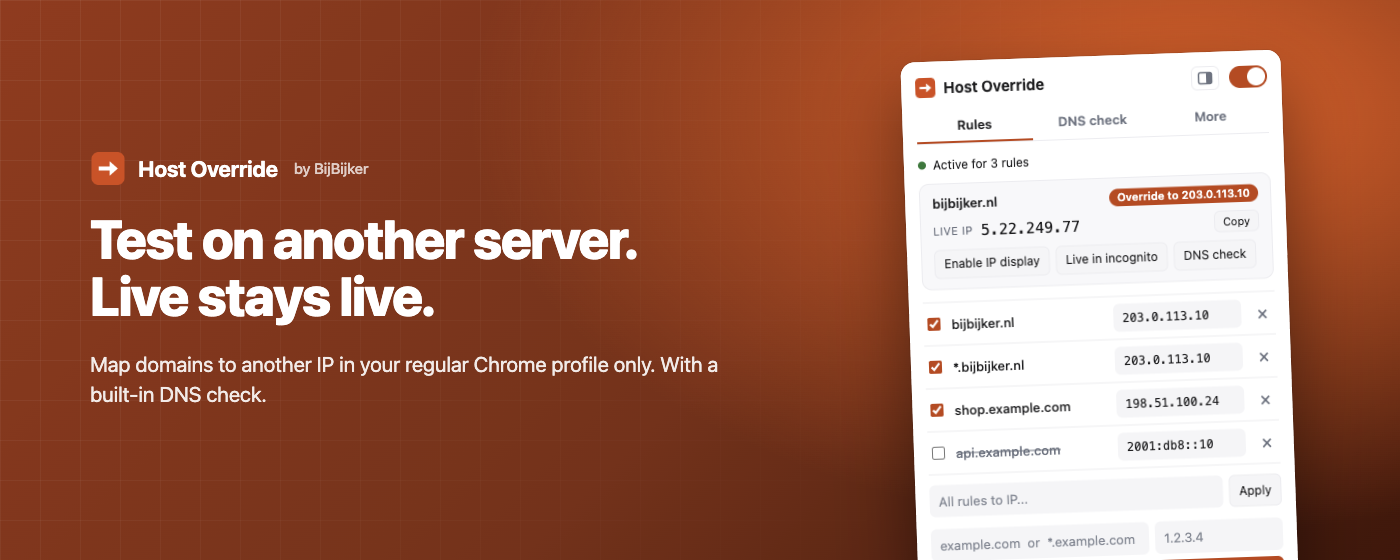 Host Override by BijBijker
Test on another server.
Live stays live.
Map domains to another IP in your regular Chrome profile only. With a
built-in DNS check.
Host Override
Rules DNS check More
Active for 3 rules
bijbijker.nl Override to 203.0.113.10
LIVE IP 5.22.249.77 Copy
Enable IP display Live in incognito DNS check
bijbijker.nl 203.0.113.10
*.bijbijker.nl 203.0.113.10
shop.example.com 198.51.100.24
api.example.com 2001:db8::10
All rules to IP... Apply
example.com or *.example.com 1.2.3.4